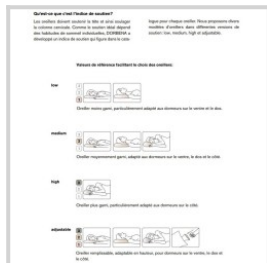 Qu'est-ce que c'est l'indice de soutien?
Les oreillers doivent soutenir la tête et ainsi soulager
la colonne cervicale. Comme le soutien idéal dépend
des habitudes de sommeil individuelles, DORBENA a
développé un indice de soutien qui figure dans le cata-
logue pour chaque oreiller. Nous proposons divers
modèles d'oreillers dans différentes versions de
soutien: low, medium, high et adjustable.
Valeurs de référence facilitant le choix des oreillers
low
Oreiller moins garni, particulièrement adapté aux dormeurs sur le ventre et le dos.
medium
Oreiller moyennement garni, adapté aux dormeurs sur le ventre, le dos et le côté.
high
Oreiller plus garni, particulièrement adapté aux dormeurs sur le côté.
adjustable
Oreiller remplissable, adaptable en hauteur, pour dormeurs sur le ventre, le dos et
le côté.